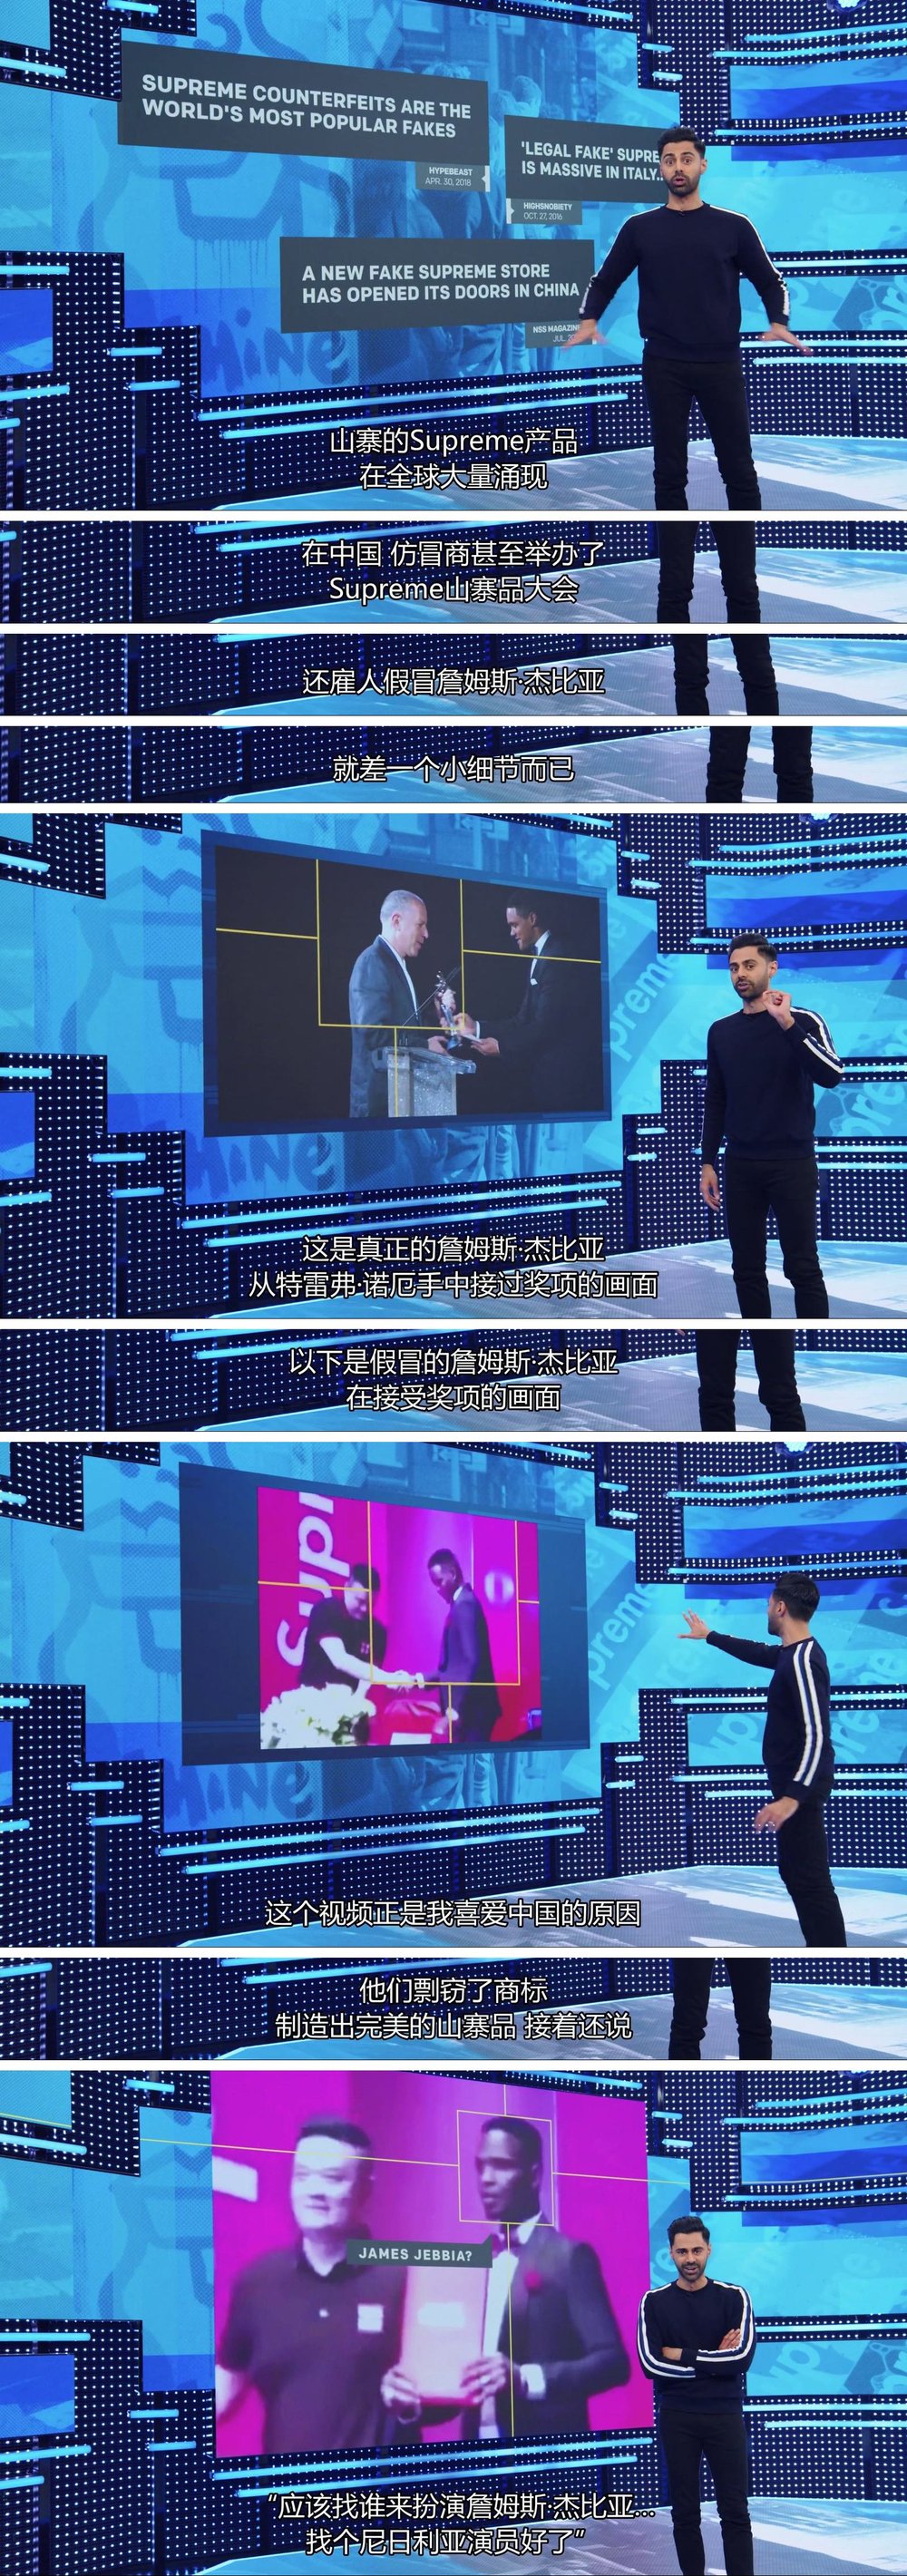 SUPREME COUNTERFEITS ARE THE
WORLD'S MOST POPULAR FAKES
HYPEBEAST
APR. 30, 2018
'LEGAL FAKE' SUPRE
IS MASSIVE IN ITALY..
HIGHSNOBIETY
OCT. 27, 2016
A NEW FAKE SUPREME STORE
HAS OPENED ITS DOORS IN CHINA
NSS MAGAZIN
JUL.
山寨的Supreme产品
在全球大量涌现
在中国 仿冒商甚至举办了
Supreme山寨品大会
还雇人假冒詹姆斯·杰比亚
就差一个小细节而已
preme
这是真正的詹姆斯·杰比亚
从特雷弗·诺厄手中接过奖项的画面
以下是假冒的詹姆斯·杰比亚
在接受奖项的画面
Supr
preme
这个视频正是我喜爱中国的原因
他们剽窃了商标
制造出完美的山寨品 接着还说
JAMES JEBBIA?
“应该找谁来扮演詹姆斯·杰比亚...
找个尼日利亚演员好了”